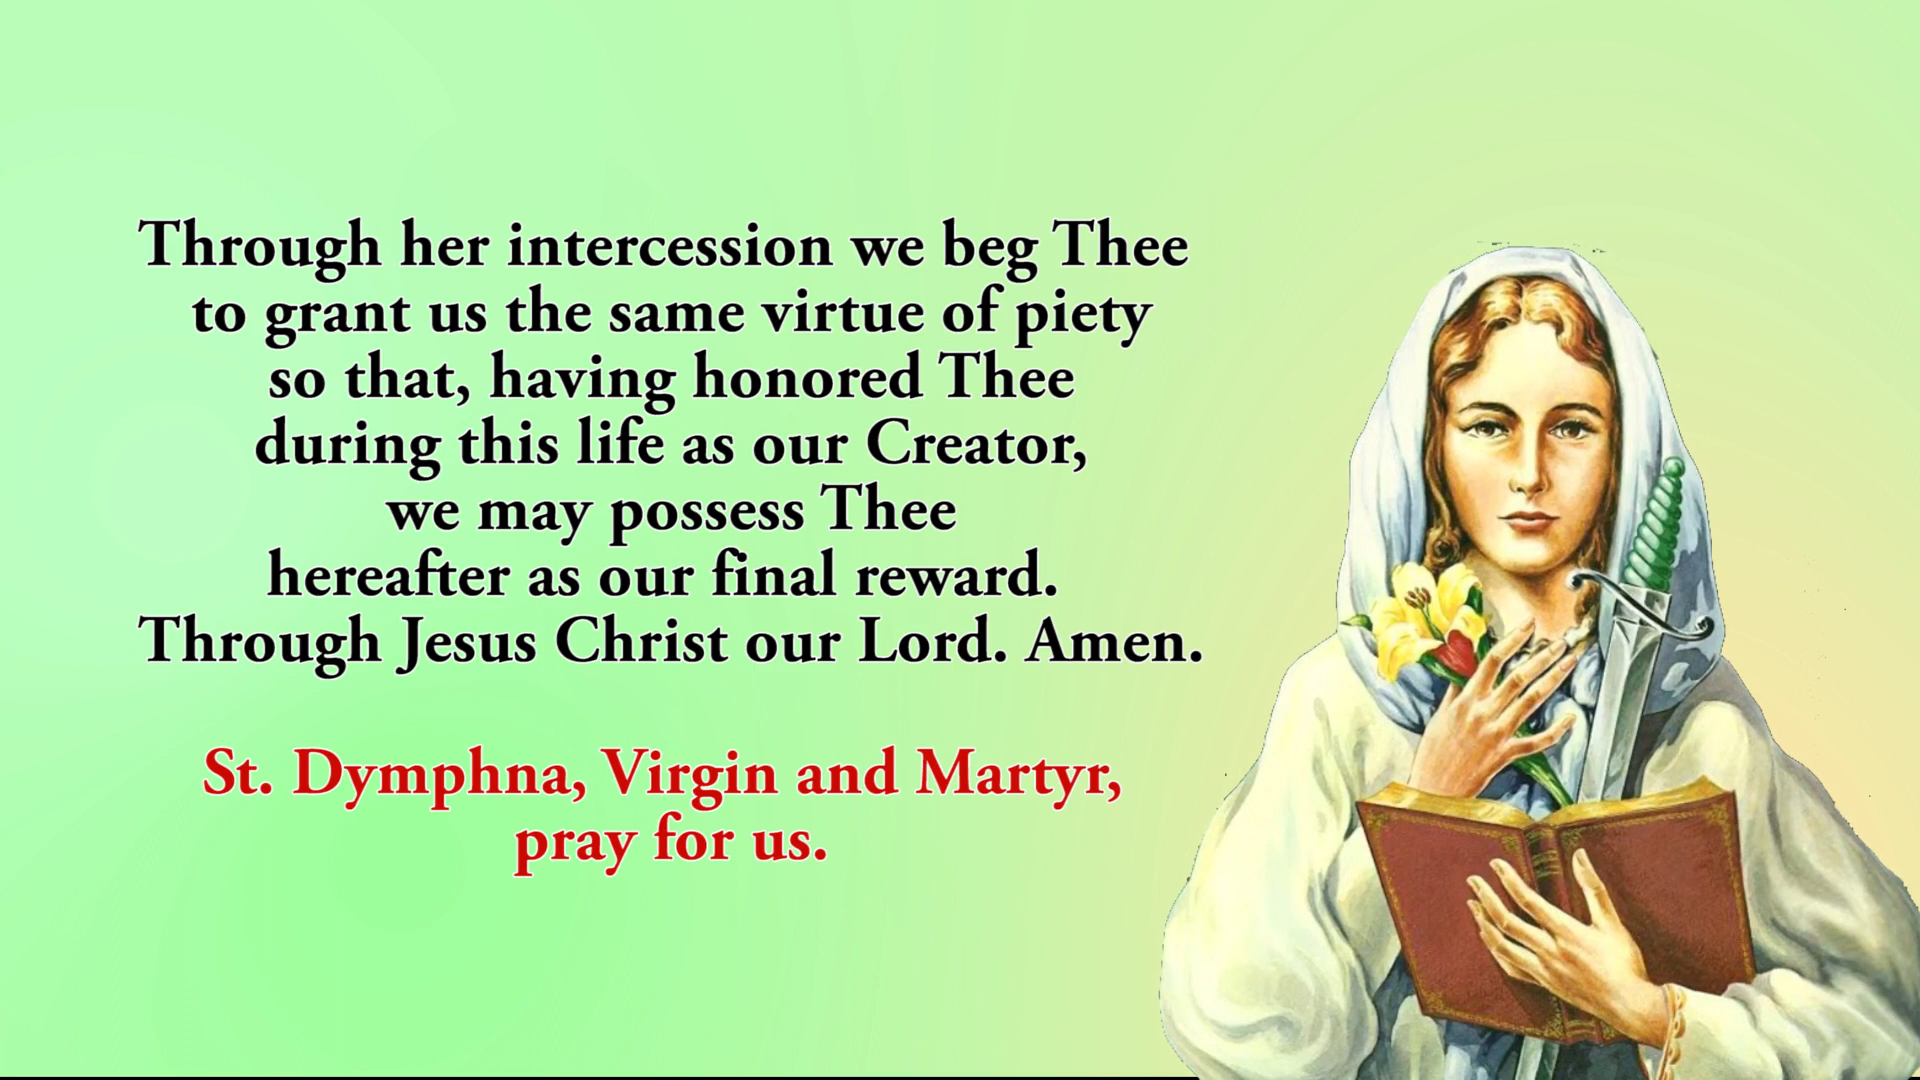 Through her intercession we beg Thee
to grant us the same virtue of piety
so that, having honored Thee
during this life as our Creator,
we may possess Thee
hereafter as our final reward.
Through Jesus Christ our Lord. Amen.
St. Dymphna, Virgin and Martyr,
pray for us.